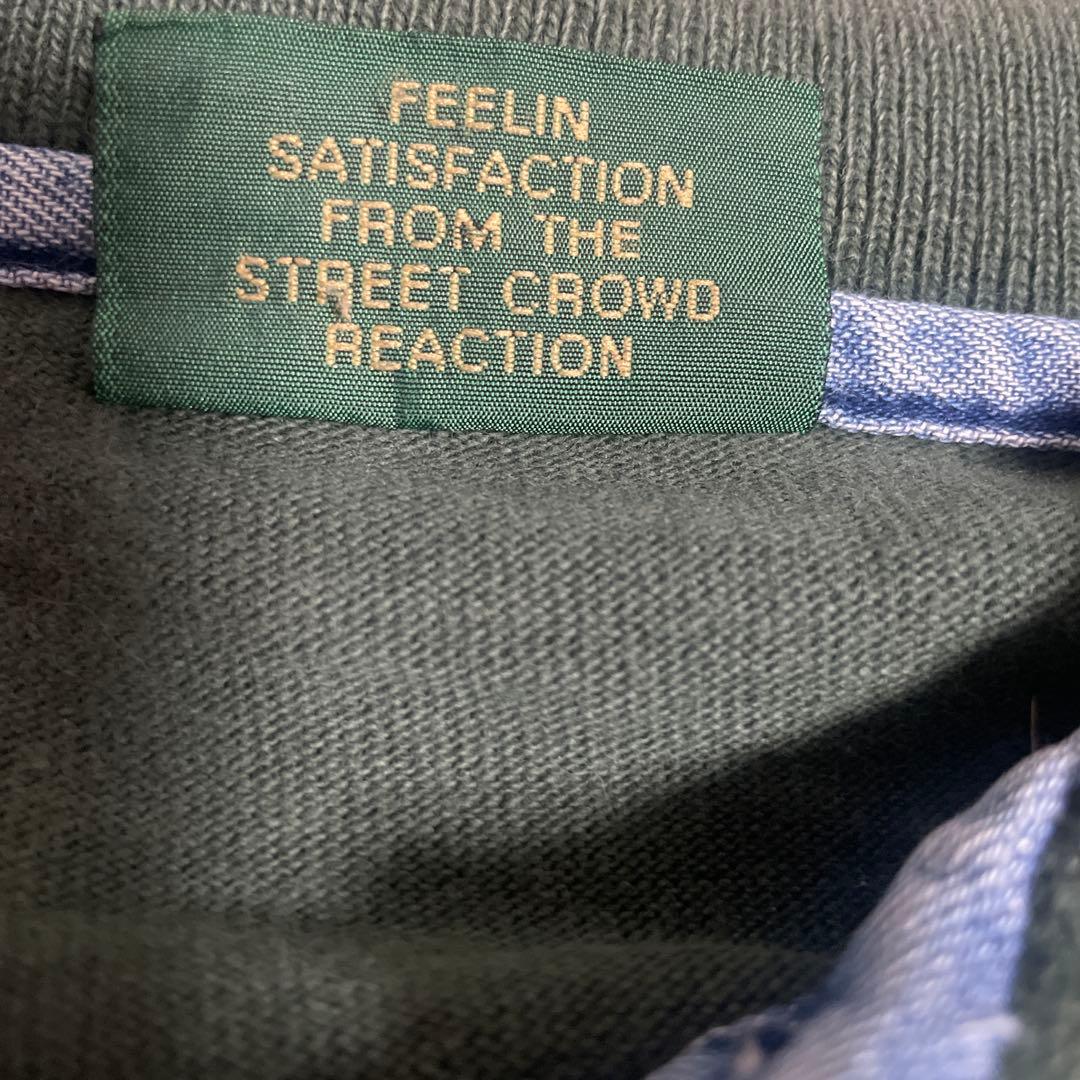 FEELIN
SATISFACTION
FROM THE
STREET CROWD
REACTION